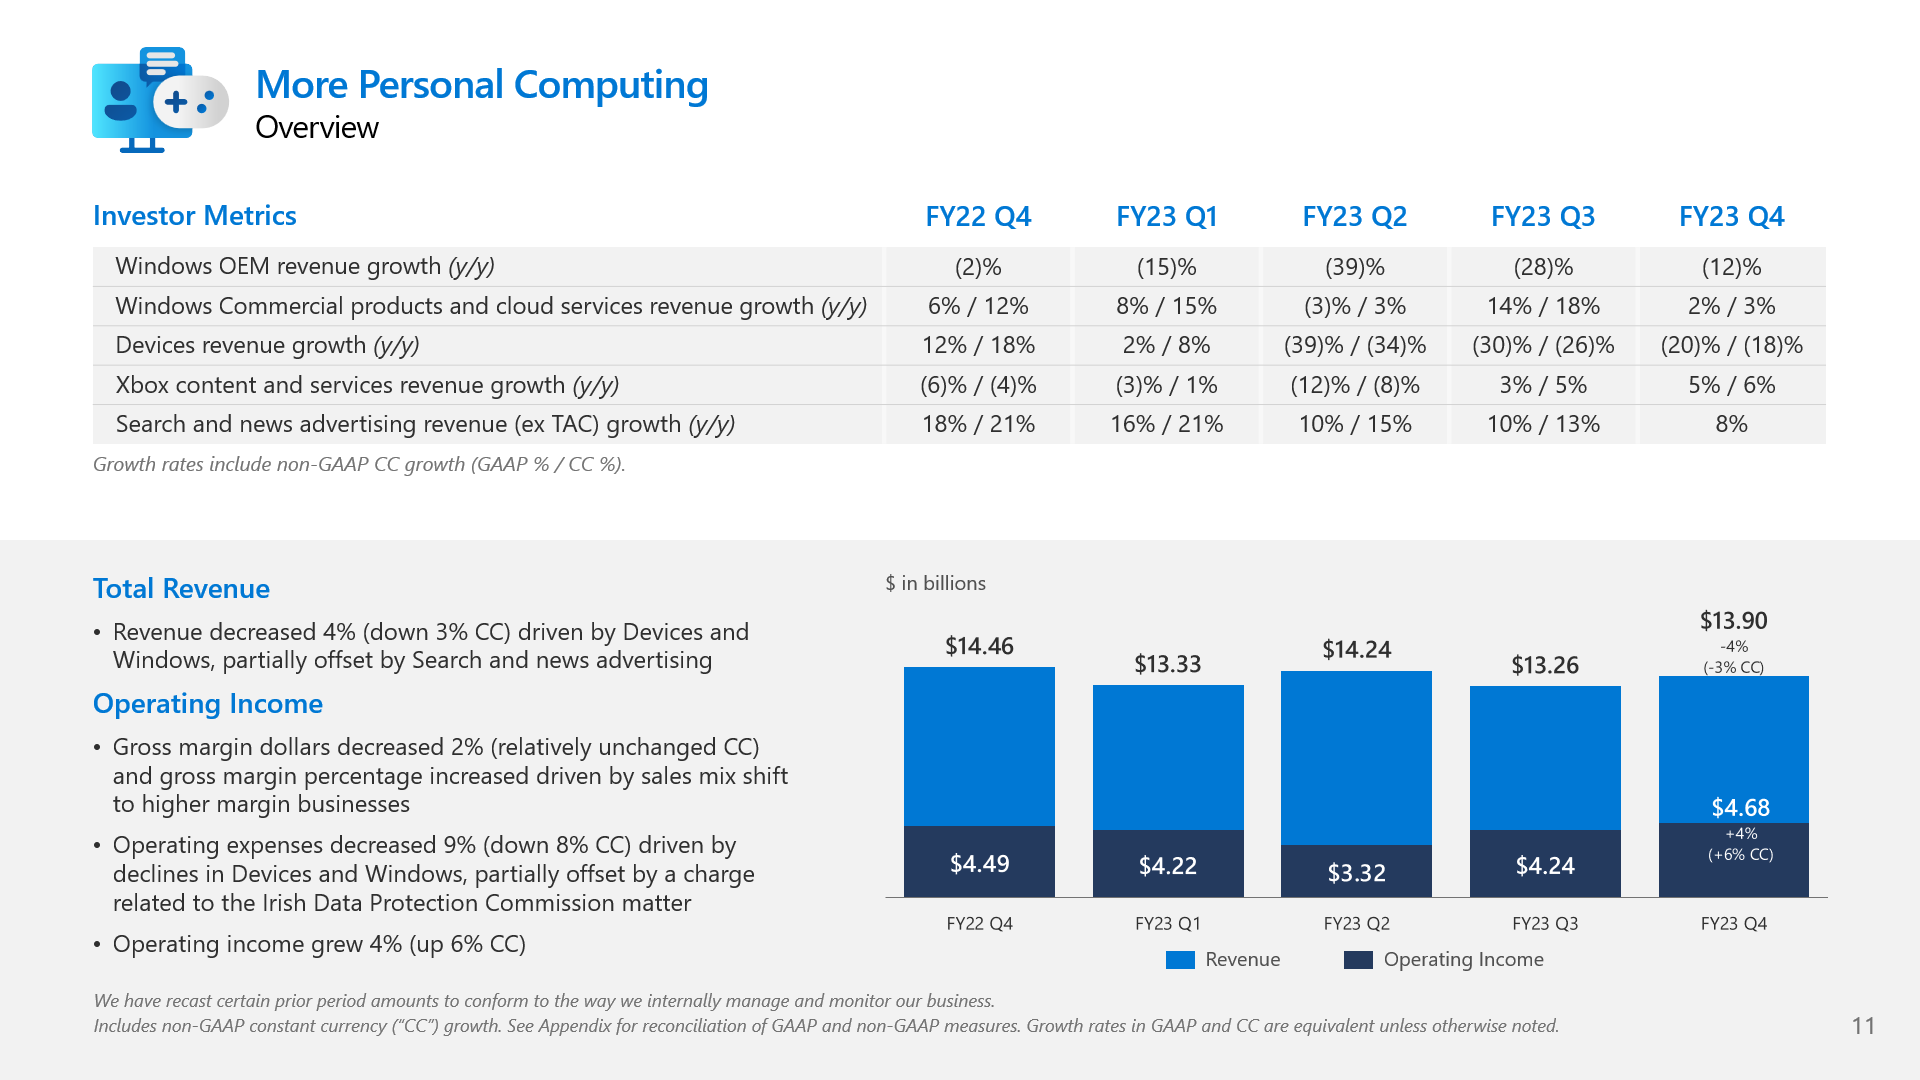 More Personal Computing
Overview
Investor Metrics FY22 Q4 FY23 Q1 FY23 Q2 FY23 Q3 FY23 Q4
Windows OEM revenue growth (y/y) (2)% (15)% (39)% (28)% (12)%
Windows Commercial products and cloud services revenue growth (y/y) 6% / 12% 8% / 15% (3)% / 3% 14% / 18% 2% / 3%
Devices revenue growth (y/y) 12% / 18% 2% / 8% (39)% / (34)% (30)% / (26)% (20)% / (18)%
Xbox content and services revenue growth (y/y) (6)% / (4)% (3)% / 1% (12)% / (8)% 3% / 5% 5% / 6%
Search and news advertising revenue (ex TAC) growth (y/y) 18% / 21% 16% / 21% 10% / 15% 10% / 13% 8%
Growth rates include non-GAAP CC growth (GAAP % / CC %).
Total Revenue
• Revenue decreased 4% (down 3% CC) driven by Devices and
Windows, partially offset by Search and news advertising
Operating Income
• Gross margin dollars decreased 2% (relatively unchanged CC)
and gross margin percentage increased driven by sales mix shift
to higher margin businesses
• Operating expenses decreased 9% (down 8% CC) driven by
declines in Devices and Windows, partially offset by a charge
related to the Irish Data Protection Commission matter
• Operating income grew 4% (up 6% CC)
$ in billions
$14.46 $13.33 $14.24 $13.26 $13.90
-4%
(-3% CC)
$4.49 $4.22 $3.32 $4.24 $4.68
+4%
(+6% CC)
FY22 Q4 FY23 Q1 FY23 Q2 FY23 Q3 FY23 Q4
Revenue Operating Income
We have recast certain prior period amounts to conform to the way we internally manage and monitor our business.
Includes non-GAAP constant currency (“CC”) growth. See Appendix for reconciliation of GAAP and non-GAAP measures. Growth rates in GAAP and CC are equivalent unless otherwise noted.
11